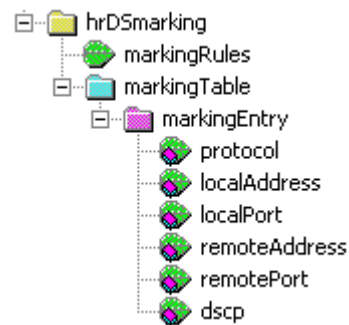 hrDSmarking
markingRules
markingTable
markingEntry
protocol
localAddress
localPort
remoteAddress
remotePort
dscp